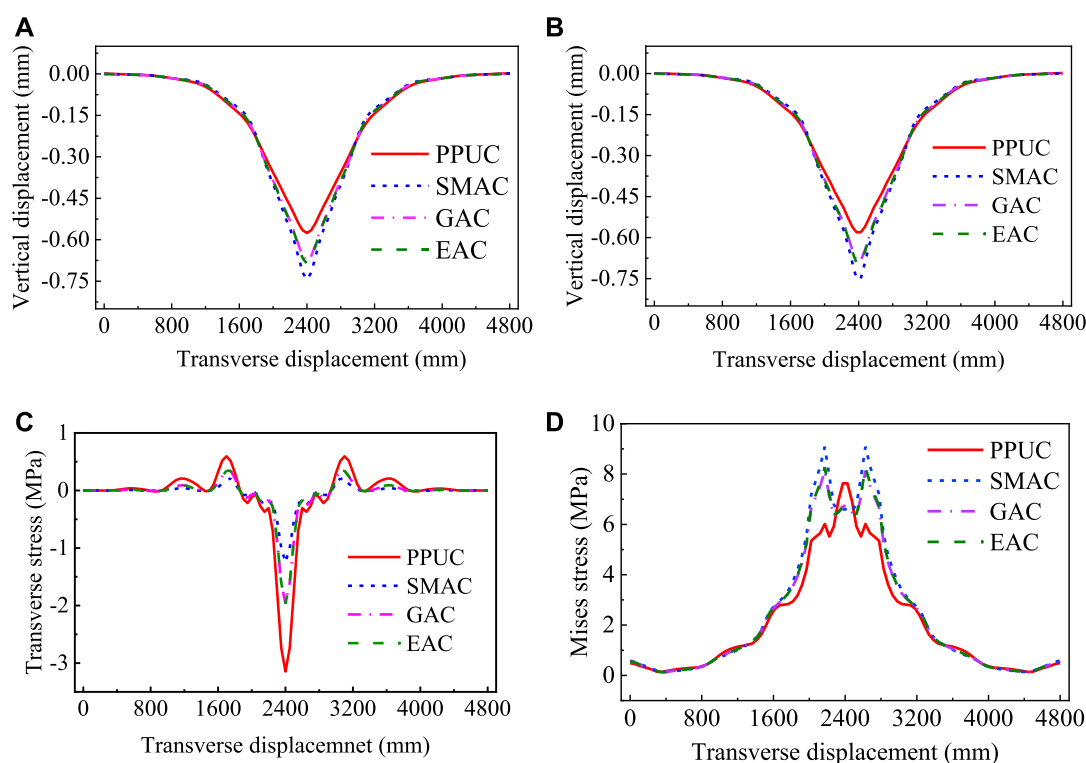 A
Vertical displacement (mm)
0.00
-0.15
-0.30
-0.45
-0.60
-0.75
PPUC
SMAC
GAC
EAC
0 800 1600 2400 3200 4000 4800
Transverse displacement (mm)
B
Vertical displacement (mm)
0.00
-0.15
-0.30
-0.45
-0.60
-0.75
PPUC
SMAC
GAC
EAC
0 800 1600 2400 3200 4000 4800
Transverse displacement (mm)
C
Transverse stress (MPa)
1
0
-1
-2
-3
PPUC
SMAC
GAC
EAC
0 800 1600 2400 3200 4000 4800
Transverse displacemnet (mm)
D
Mises stress (MPa)
10
8
6
4
2
0
PPUC
SMAC
GAC
EAC
0 800 1600 2400 3200 4000 4800
Transverse displacement (mm)